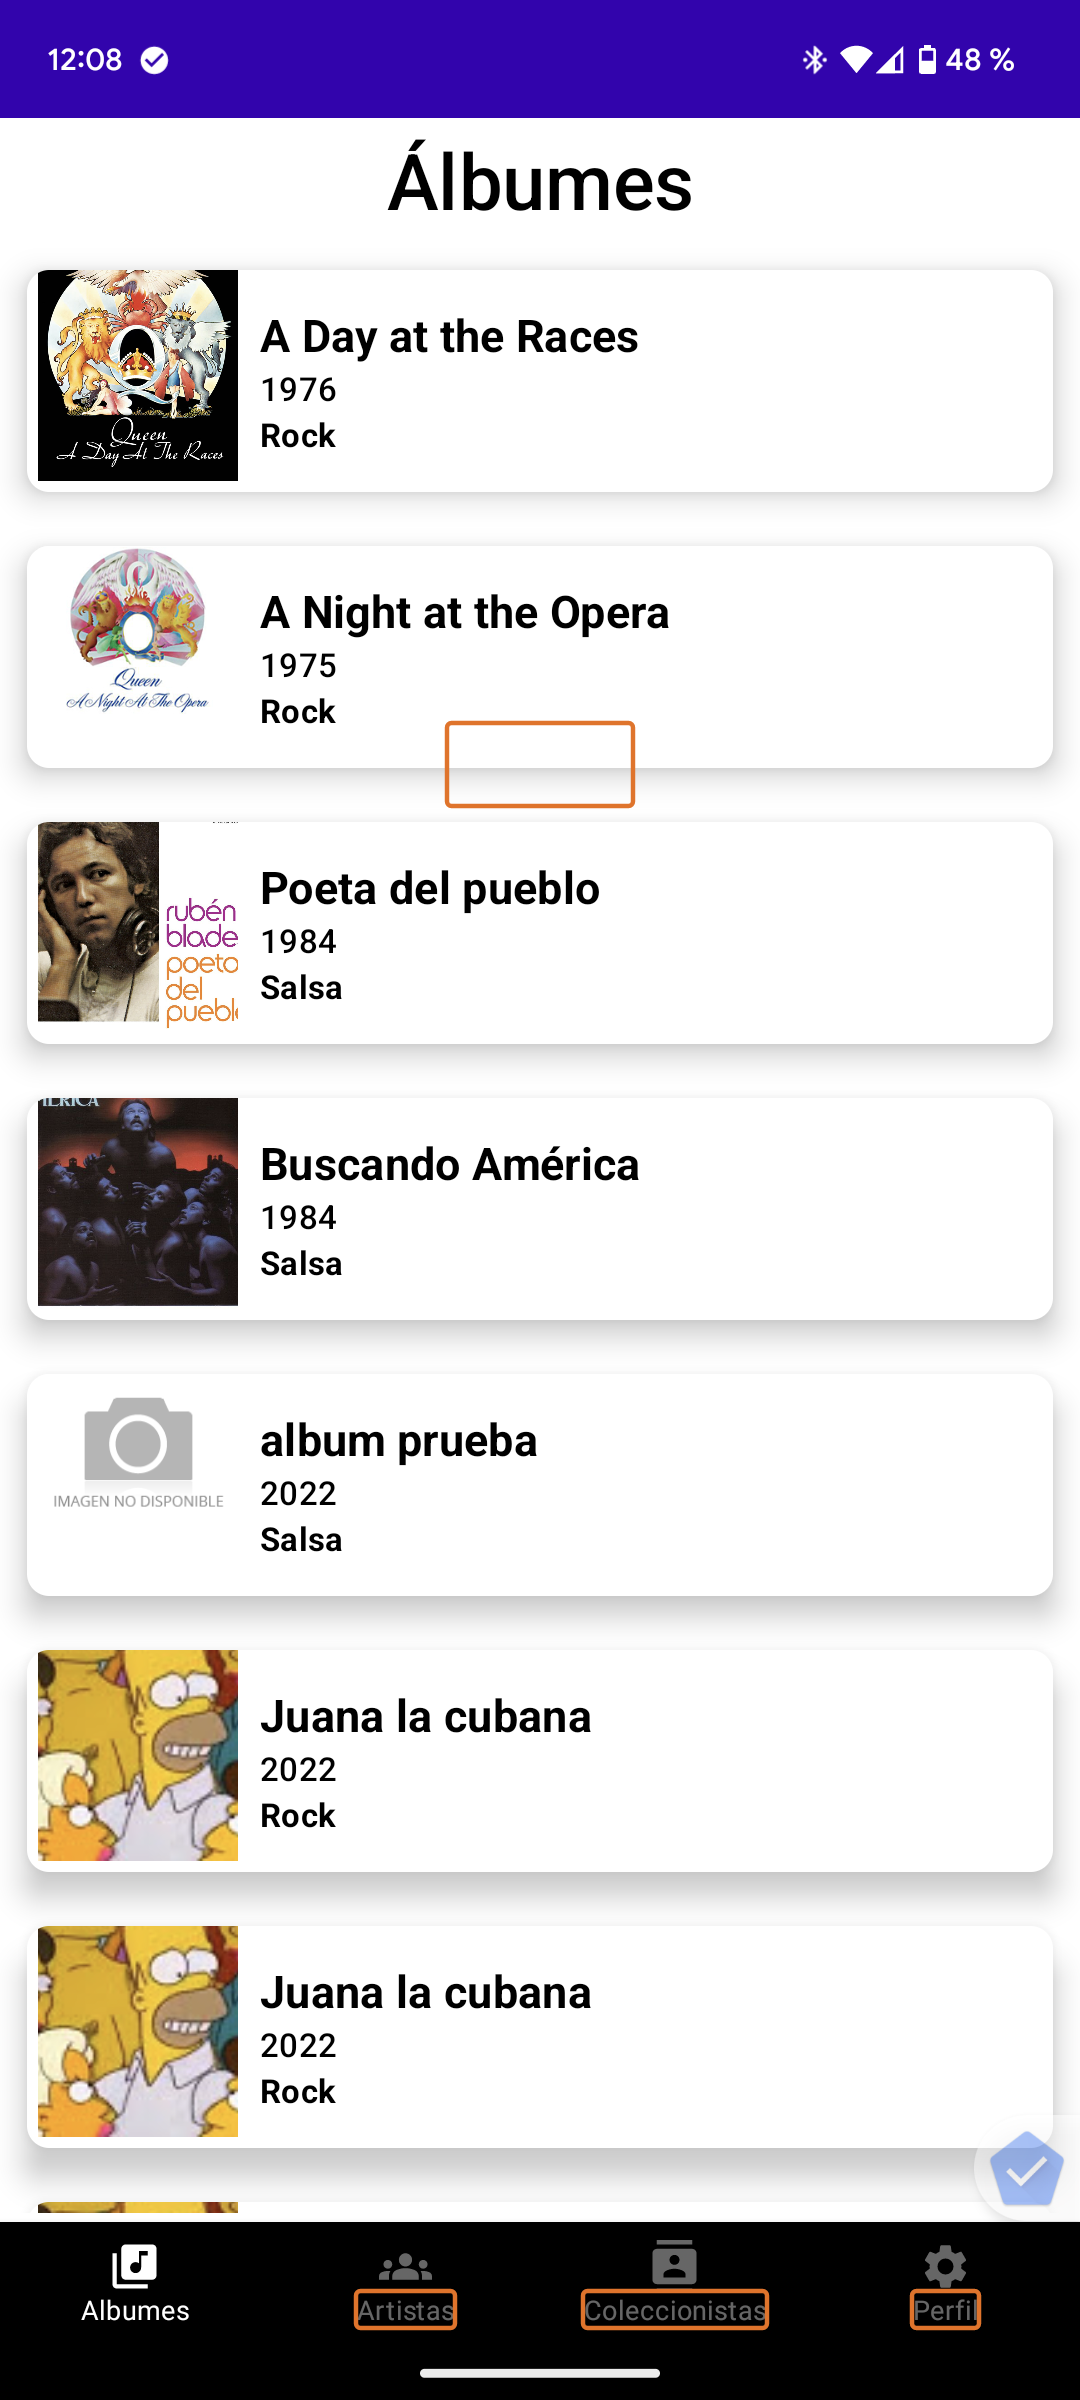 12:08
48 %
Álbumes
Queen
A Day At The Races
A Day at the Races
1976
Rock
Queen
A Night At The Opera
A Night at the Opera
1975
Rock
rubén
blade
poeta
del
puebl
Poeta del pueblo
1984
Salsa
MERICA
Buscando América
1984
Salsa
IMAGEN NO DISPONIBLE
album prueba
2022
Salsa
Juana la cubana
2022
Rock
Juana la cubana
2022
Rock
Albumes
Artistas
Coleccionistas
Perfil